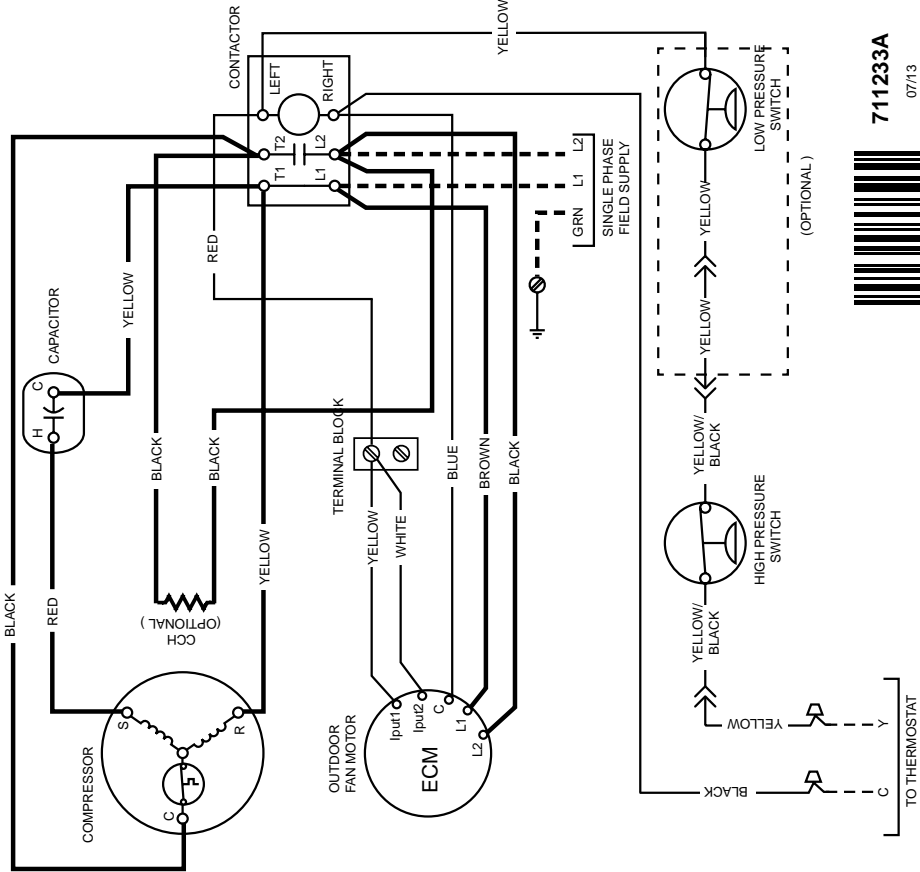 COMPRESSOR
C
S
R
BLACK
RED
CAPACITOR
H
C
YELLOW
CCH
(OPTIONAL )
BLACK
BLACK
YELLOW
RED
CONTACTOR
LEFT
RIGHT
T2
L2
T1
L1
OUTDOOR
FAN MOTOR
ECM
Iput1
Iput2
C
L1
L2
TERMINAL BLOCK
YELLOW
WHITE
BLUE
BROWN
BLACK
GRN
L1
L2
SINGLE PHASE
FIELD SUPPLY
YELLOW
LOW PRESSURE
SWITCH
(OPTIONAL )
YELLOW
YELLOW
YELLOW/
BLACK
HIGH PRESSURE
SWITCH
YELLOW/
BLACK
YELLOW
BLACK
C
Y
TO THERMOSTAT
711233A
07/13